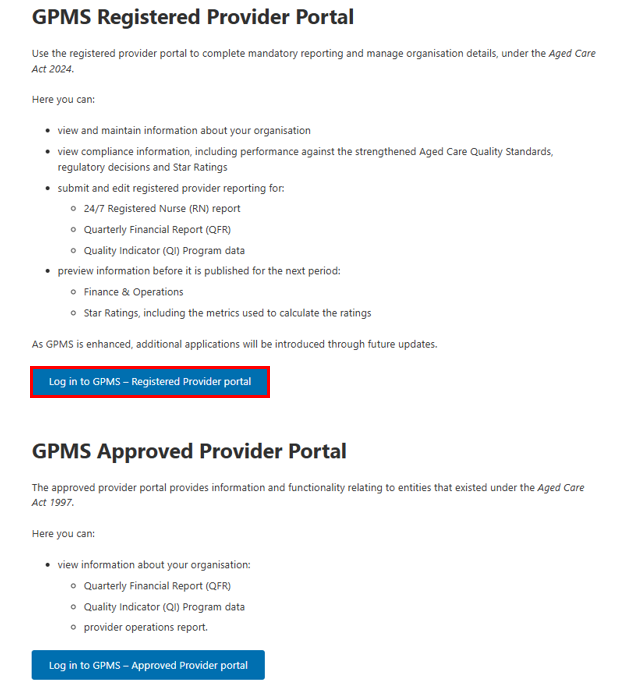 GPMS Registered Provider Portal
Use the registered provider portal to complete mandatory reporting and manage organisation details, under the Aged Care
Act 2024.
Here you can:
• view and maintain information about your organisation
• view compliance information, including performance against the strengthened Aged Care Quality Standards,
regulatory decisions and Star Ratings
• submit and edit registered provider reporting for:
○ 24/7 Registered Nurse (RN) report
○ Quarterly Financial Report (QFR)
○ Quality Indicator (QI) Program data
• preview information before it is published for the next period:
○ Finance & Operations
○ Star Ratings, including the metrics used to calculate the ratings
As GPMS is enhanced, additional applications will be introduced through future updates.
Log in to GPMS – Registered Provider portal
GPMS Approved Provider Portal
The approved provider portal provides information and functionality relating to entities that existed under the Aged Care
Act 1997.
Here you can:
• view information about your organisation:
○ Quarterly Financial Report (QFR)
○ Quality Indicator (QI) Program data
○ provider operations report.
Log in to GPMS – Approved Provider portal